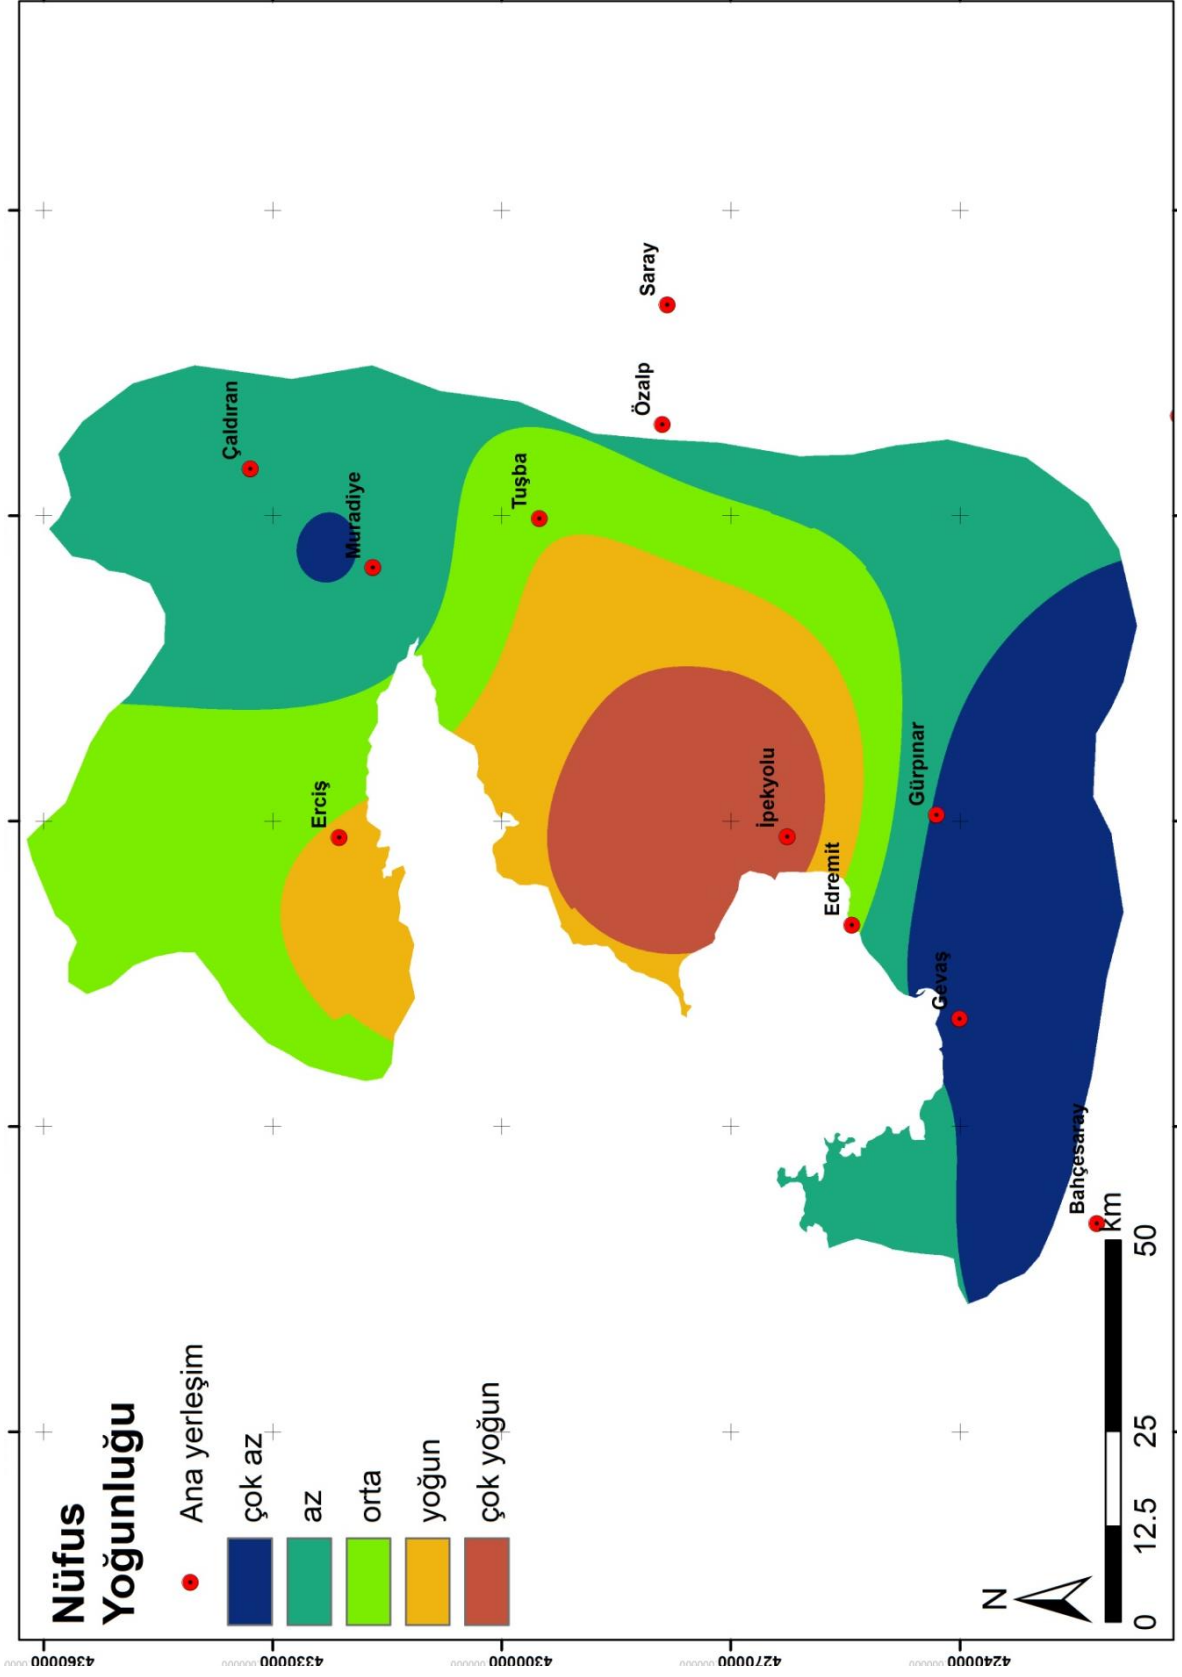 Nüfus
Yoğunluğu
Ana yerleşim
çok az
az
orta
yoğun
çok yoğun
Çaldıran
Muradiye
Erciş
Tuşba
Saray
Özalp
İpekyolu
Edremit
Gürpınar
Gevaş
Bahçesaray
N
km
0 12.5 25 50
4360000
4330000
4300000
4270000
4240000